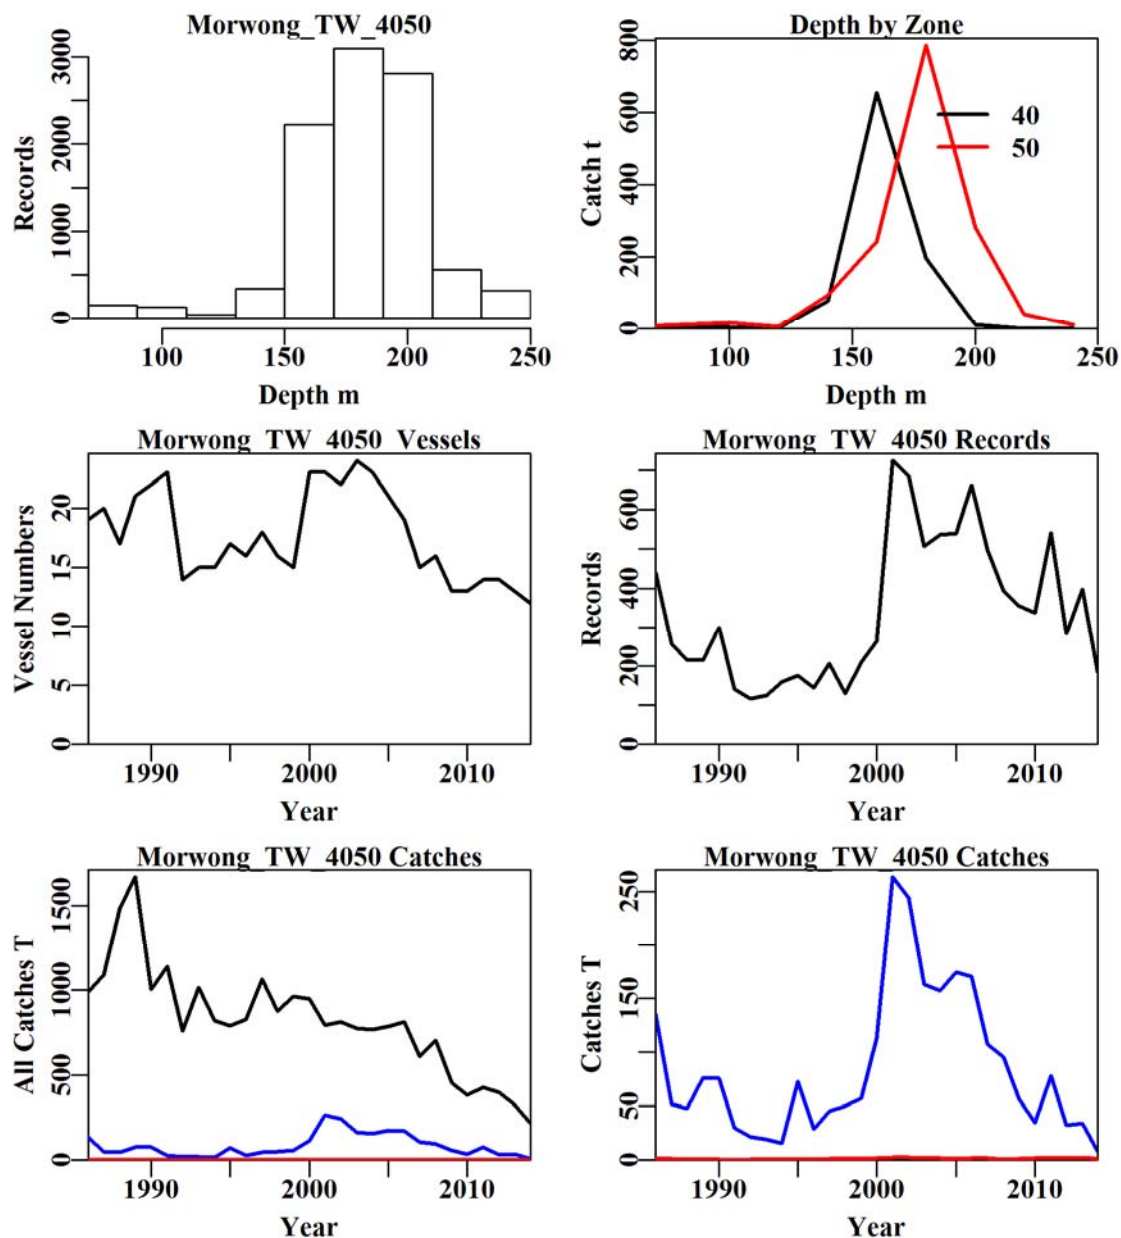 Morwong_TW_4050
Records
0 1000 2000 3000
100 150 200 250
Depth m
Depth by Zone
Catch t
0 200 400 600 800
40
50
100 150 200 250
Depth m
Morwong_TW_4050_Vessels
Vessel Numbers
0 5 10 15 20
1990 2000 2010
Year
Morwong_TW_4050 Records
Records
0 200 400 600
1990 2000 2010
Year
Morwong_TW_4050 Catches
All Catches T
0 500 1000 1500
1990 2000 2010
Year
Morwong_TW_4050 Catches
Catches T
0 50 150 250
1990 2000 2010
Year